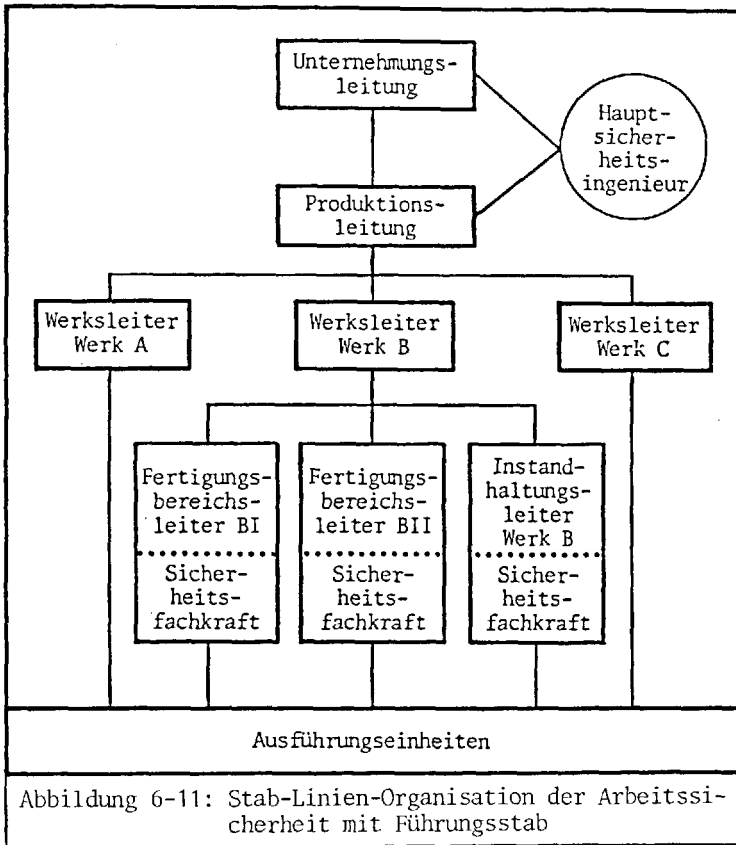 Unternehmungs-
leitung
Haupt-
sicher-
heits-
ingenieur
Produktions-
leitung
Werksleiter
Werk A
Werksleiter
Werk B
Werksleiter
Werk C
Fertigungs-
bereichs-
leiter BI
Sicher-
heits-
fachkraft
Fertigungs-
bereichs-
leiter BII
Sicher-
heits-
fachkraft
Instand-
haltungs-
leiter
Werk B
Sicher-
heits-
fachkraft
Ausführungseinheiten
Abbildung 6-11: Stab-Linien-Organisation der Arbeitssi-
cherheit mit Führungsstab